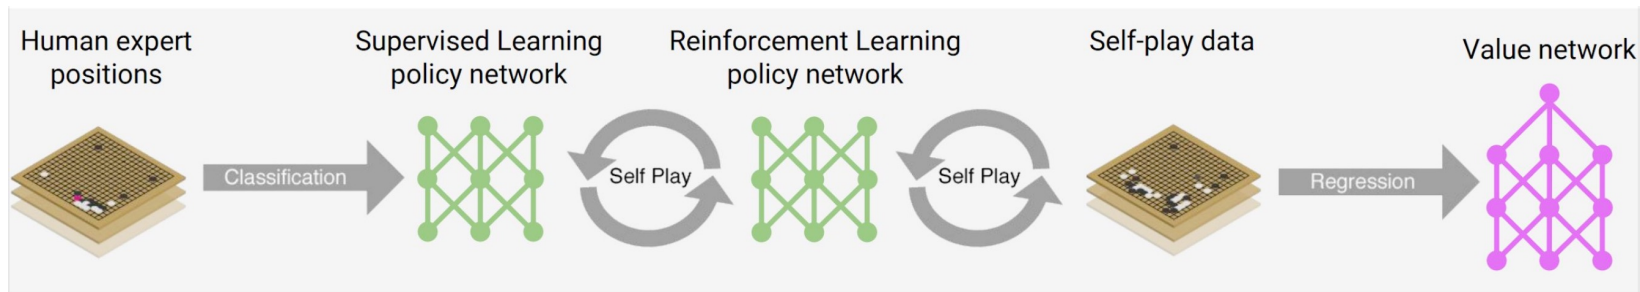 Human expert
positions
Supervised Learning
policy network
Reinforcement Learning
policy network
Self-play data
Value network
Classification
Self Play
Self Play
Regression